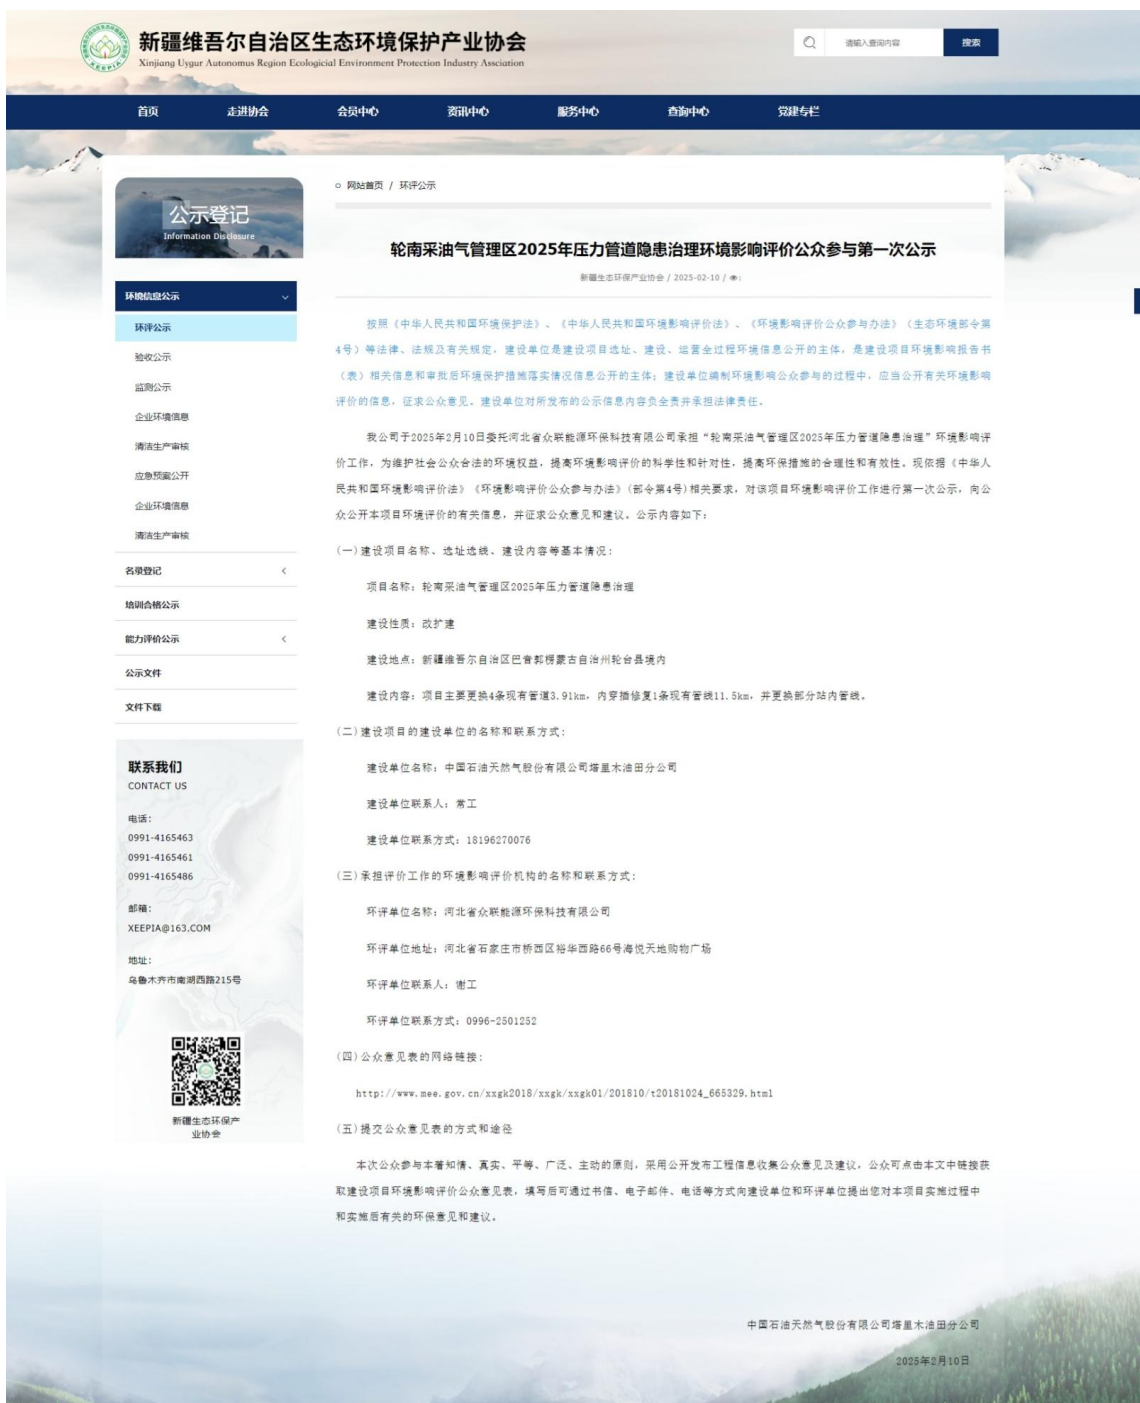 新疆维吾尔自治区生态环境保护产业协会
Xinjiang Uygur Autonomus Region Ecologicial Environment Protection Industry Assciation
请输入查询内容
搜索
首页
走进协会
会员中心
资讯中心
服务中心
查询中心
党建专栏
公示登记
Information Disclosure
环境信息公示
环评公示
验收公示
监测公示
企业环境信息
清洁生产审核
应急预案公开
企业环境信息
清洁生产审核
名录登记
培训合格公示
能力评价公示
公示文件
文件下载
联系我们
CONTACT US
电话：
0991-4165463
0991-4165461
0991-4165486
邮箱：
XEEPIA@163.COM
地址：
乌鲁木齐市南湖西路215号
新疆生态环保产
业协会
网站首页 / 环评公示
轮南采油气管理区2025年压力管道隐患治理环境影响评价公众参与第一次公示
新疆生态环保产业协会 / 2025-02-10 /
按照《中华人民共和国环境保护法》、《中华人民共和国环境影响评价法》、《环境影响评价公众参与办法》（生态环境部令第
4号）等法律、法规及有关规定，建设单位是建设项目选址、建设、运营全过程环境信息公开的主体，是建设项目环境影响报告书
（表）相关信息和审批后环境保护措施落实情况信息公开的主体；建设单位编制环境影响公众参与的过程中，应当公开有关环境影响
评价的信息，征求公众意见。建设单位对所发布的公示信息内容负全责并承担法律责任。
我公司于2025年2月10日委托河北省众联能源环保科技有限公司承担“轮南采油气管理区2025年压力管道隐患治理”环境影响评
价工作，为维护社会公众合法的环境权益，提高环境影响评价的科学性和针对性，提高环保措施的合理性和有效性。现依据《中华人
民共和国环境影响评价法》《环境影响评价公众参与办法》(部令第4号)相关要求，对该项目环境影响评价工作进行第一次公示，向公
众公开本项目环境评价的有关信息，并征求公众意见和建议。公示内容如下：
(一)建设项目名称、选址选线、建设内容等基本情况：
项目名称：轮南采油气管理区2025年压力管道隐患治理
建设性质：改扩建
建设地点：新疆维吾尔自治区巴音郭楞蒙古自治州轮台县境内
建设内容：项目主要更换4条现有管道3.91km，内穿插修复1条现有管线11.5km，并更换部分站内管线。
(二)建设项目的建设单位的名称和联系方式：
建设单位名称：中国石油天然气股份有限公司塔里木油田分公司
建设单位联系人：常工
建设单位联系方式：18196270076
(三)承担评价工作的环境影响评价机构的名称和联系方式：
环评单位名称：河北省众联能源环保科技有限公司
环评单位地址：河北省石家庄市桥西区裕华西路66号海悦天地购物广场
环评单位联系人：谢工
环评单位联系方式：0996-2501252
(四)公众意见表的网络链接：
http://www.mee.gov.cn/xxgk2018/xxgk/xxgk01/201810/t20181024_665329.html
(五)提交公众意见表的方式和途径
本次公众参与本着知情、真实、平等、广泛、主动的原则，采用公开发布工程信息收集公众意见及建议，公众可点击本文中链接获
取建设项目环境影响评价公众意见表，填写后可通过书信、电子邮件、电话等方式向建设单位和环评单位提出您对本项目实施过程中
和实施后有关的环保意见和建议。
中国石油天然气股份有限公司塔里木油田分公司
2025年2月10日